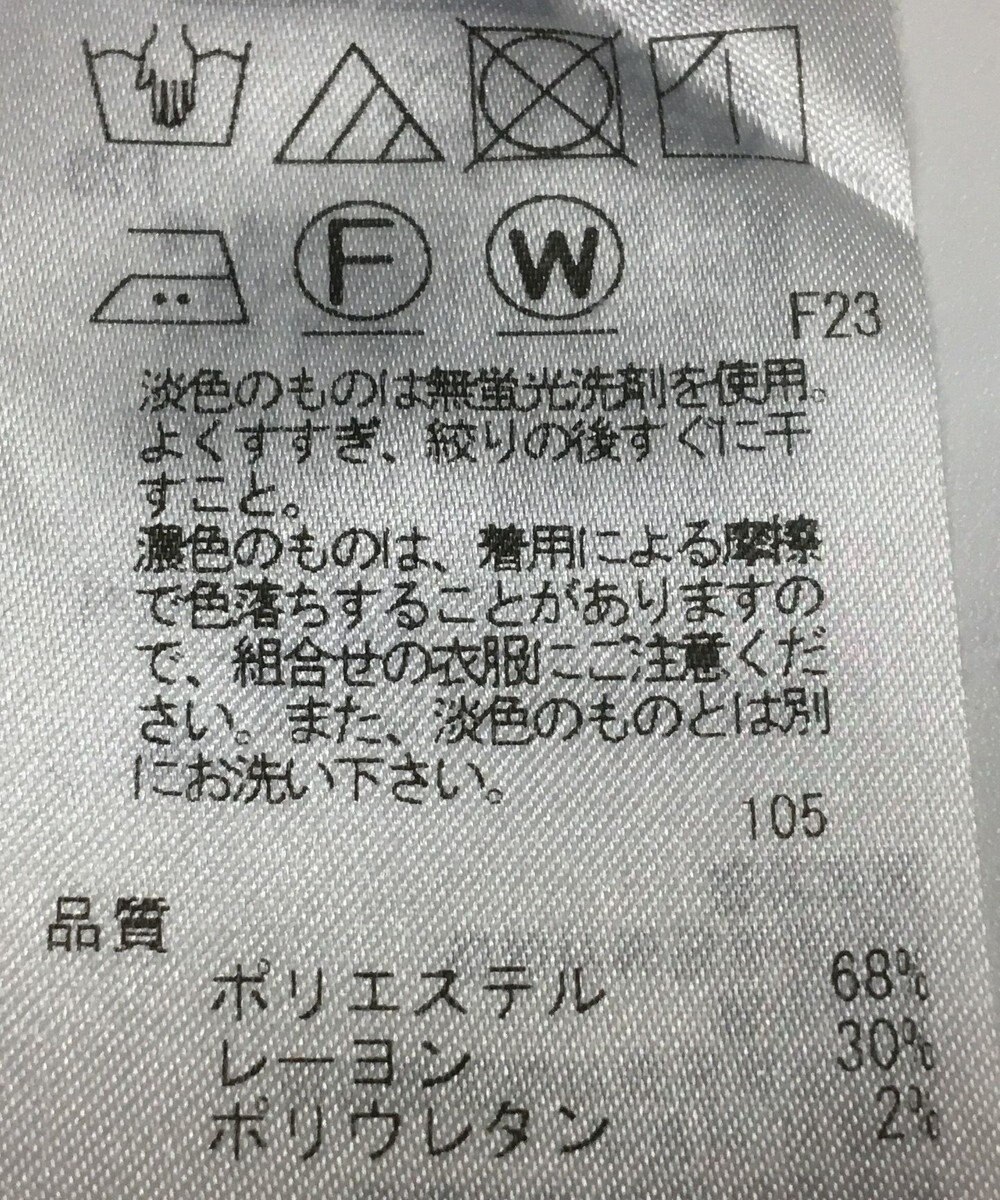 F
W
F23
淡色のものは無蛍光洗剤を使用。
よくすすぎ、絞りの後すぐに干
すこと。
濃色のものは、着用による摩擦
で色落ちすることがありますの
で、組合せの衣服にご注意くだ
さい。また、淡色のものとは別
にお洗い下さい。
105
品質
ポリエステル 68%
レーヨン 30%
ポリウレタン 2%